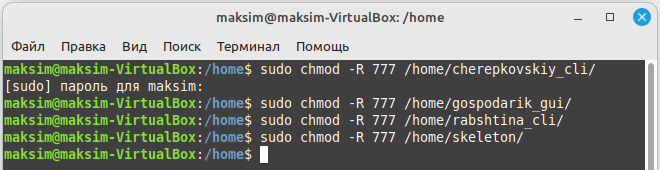 maksim@maksim-VirtualBox: /home
Файл Правка Вид Поиск Терминал Помощь
maksim@maksim-VirtualBox:/home$ sudo chmod -R 777 /home/cherepkovskiy_cli/
[sudo] пароль для maksim:
maksim@maksim-VirtualBox:/home$ sudo chmod -R 777 /home/gospodarik_gui/
maksim@maksim-VirtualBox:/home$ sudo chmod -R 777 /home/rabshtina_cli/
maksim@maksim-VirtualBox:/home$ sudo chmod -R 777 /home/skeleton/
maksim@maksim-VirtualBox:/home$